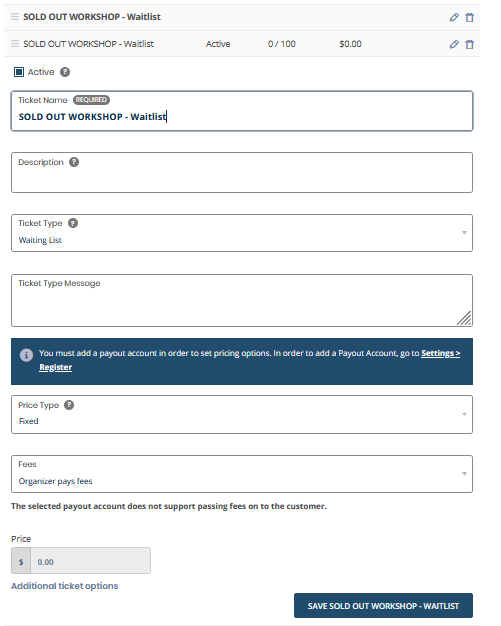 SOLD OUT WORKSHOP - Waitlist
SOLD OUT WORKSHOP - Waitlist Active 0 / 100 $0.00
Active ?
Ticket Name REQUIRED
SOLD OUT WORKSHOP - Waitlist
Description ?
Ticket Type ?
Waiting List
Ticket Type Message
i You must add a payout account in order to set pricing options. In order to add a Payout Account, go to Settings >
Register
Price Type ?
Fixed
Fees
Organizer pays fees
The selected payout account does not support passing fees on to the customer.
Price
$ 0.00
Additional ticket options
SAVE SOLD OUT WORKSHOP - WAITLIST